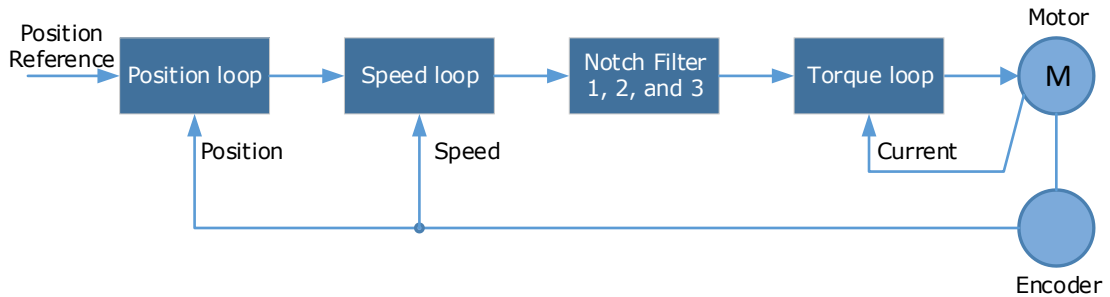 Motor
Position
Reference
Position loop
Speed loop
Notch Filter
1, 2, and 3
Torque loop
M
Position
Speed
Current
Encoder